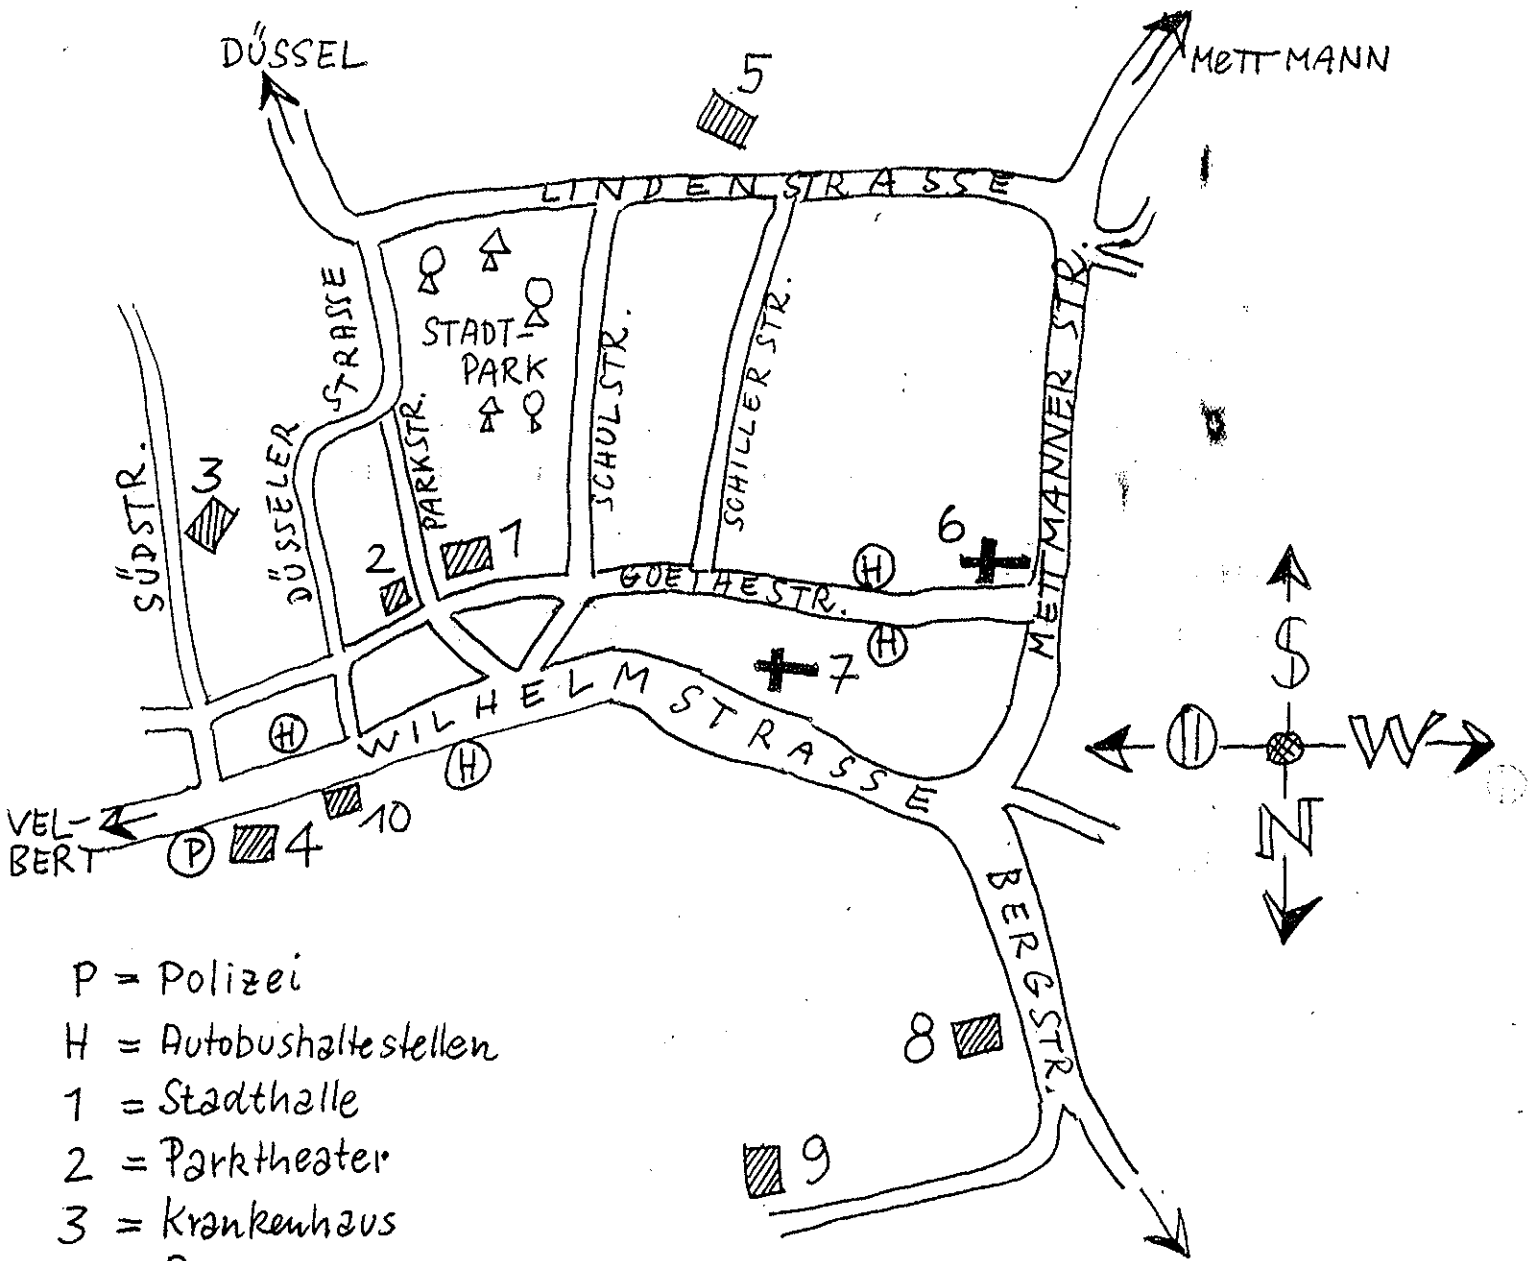 DÜSSEL
5
METTMANN
LINDENSTRASSE
STADT-
PARK
DÜSSELER STRASSE
PARKSTR.
SCHULSTR.
SCHILLERSTR.
METTMANNER STR.
SÜDSTR.
3
2
1
6
H
GOETHESTR.
H
7
S
W
N
H
WILHELMSTRASSE
H
VEL-
BERT
P
4
10
BERGSTR.
8
9
P = Polizei
H = Autobushaltestellen
1 = Stadthalle
2 = Parktheater
3 = Krankenhaus